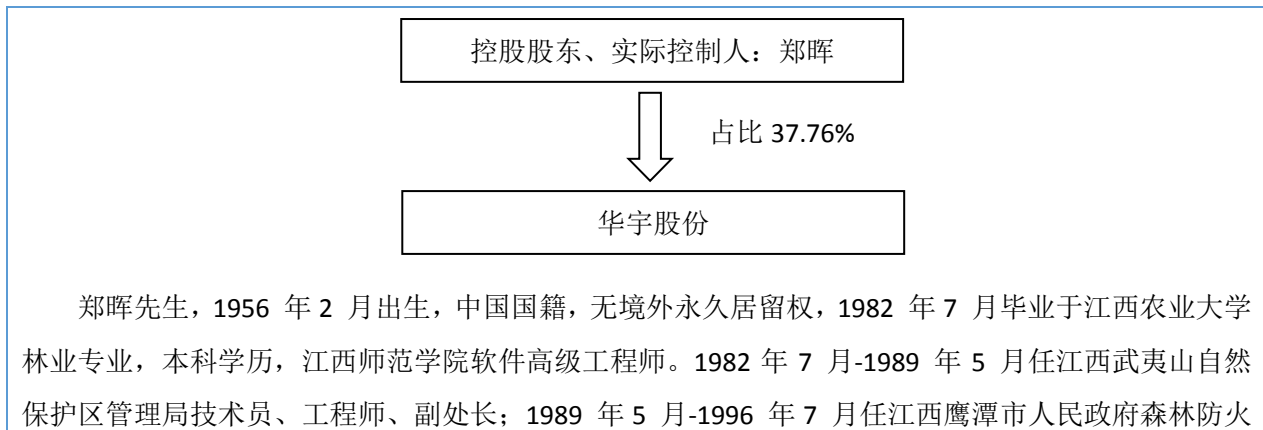 控股股东、实际控制人：郑晖
占比 37.76%
华宇股份
郑晖先生，1956 年 2 月出生，中国国籍，无境外永久居留权，1982 年 7 月毕业于江西农业大学
林业专业，本科学历，江西师范学院软件高级工程师。1982 年 7 月-1989 年 5 月任江西武夷山自然
保护区管理局技术员、工程师、副处长；1989 年 5 月-1996 年 7 月任江西鹰潭市人民政府森林防火